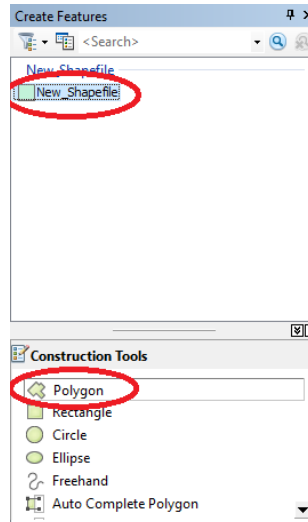 Create Features
<Search>
New_Shapefile
New_Shapefile
Construction Tools
Polygon
Rectangle
Circle
Ellipse
Freehand
Auto Complete Polygon